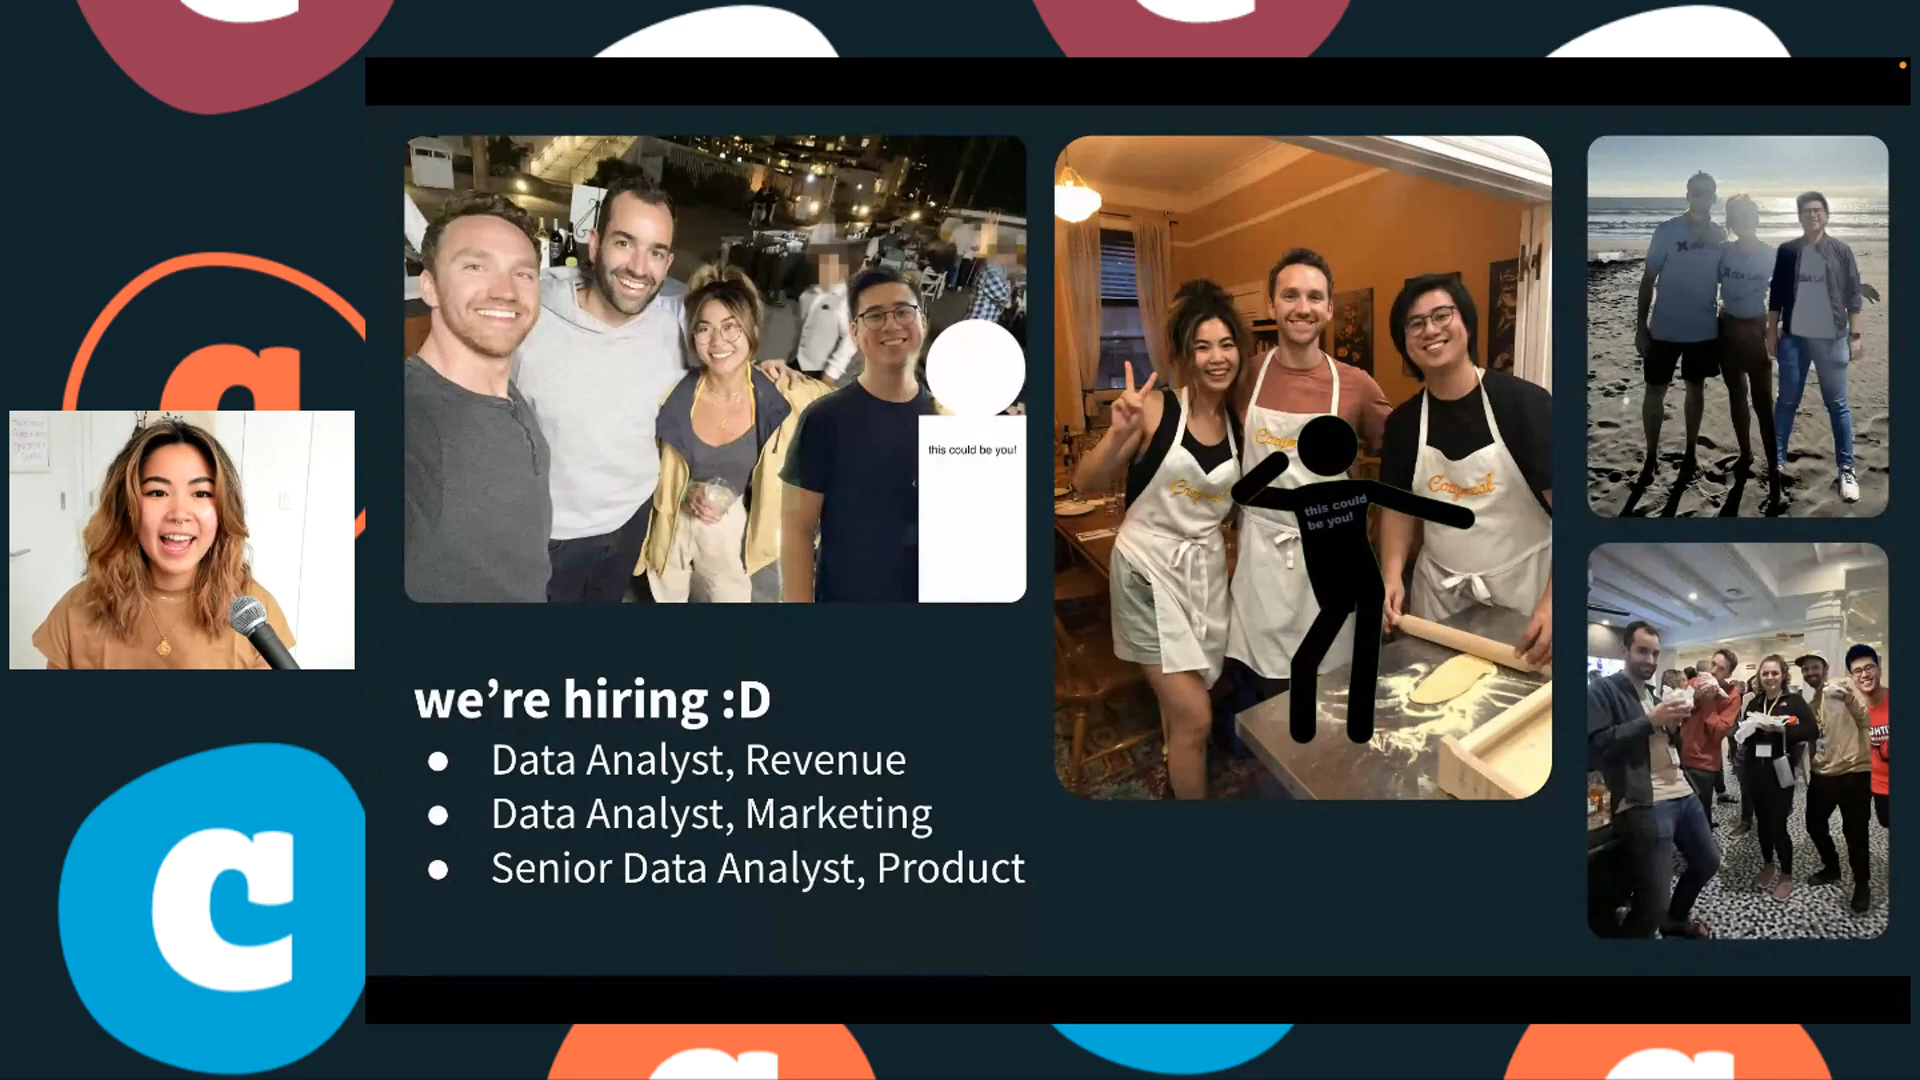 this could be you!
this could
be you!
Cozymeal
we’re hiring :D
● Data Analyst, Revenue
● Data Analyst, Marketing
● Senior Data Analyst, Product